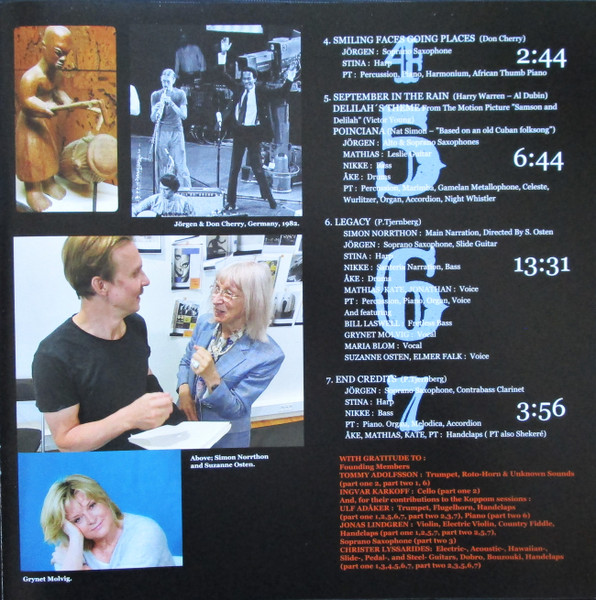 Jörgen & Don Cherry, Germany, 1982.
Above; Simon Norrthon
and Suzanne Osten.
Grynet Molvig.
4. SMILING FACES GOING PLACES (Don Cherry)
JÖRGEN : Soprano Saxophone
STINA : Harp
PT : Percussion, Piano, Harmonium, African Thumb Piano
4
2:44
5. SEPTEMBER IN THE RAIN (Harry Warren – Al Dubin)
DELILAH´S THEME From The Motion Picture "Samson and
Delilah" (Victor Young)
POINCIANA (Nat Simon – "Based on an old Cuban folksong")
JÖRGEN : Alto & Soprano Saxophones
MATHIAS : Leslie Guitar
NIKKE : Bass
ÅKE : Drums
PT : Percussion, Marimba, Gamelan Metallophone, Celeste,
Wurlitzer, Organ, Accordion, Night Whistler
5
6:44
6. LEGACY (P.Tjernberg)
SIMON NORRTHON : Main Narration, Directed By S. Osten
JÖRGEN : Soprano Saxophone, Slide Guitar
STINA : Harp
NIKKE : Santeria Narration, Bass
ÅKE : Drums
MATHIAS, KATE, JONATHAN : Voice
PT : Percussion, Piano, Organ, Voice
And featuring
BILL LASWELL : Fretless Bass
GRYNET MOLVIG : Vocal
MARIA BLOM : Vocal
SUZANNE OSTEN, ELMER FALK : Voice
6
13:31
7. END CREDITS (P.Tjernberg)
JÖRGEN : Soprano Saxophone, Contrabass Clarinet
STINA : Harp
NIKKE : Bass
PT : Piano. Organ, Melodica, Accordion
ÅKE, MATHIAS, KATE, PT : Handclaps ( PT also Shekeré)
7
3:56
WITH GRATITUDE TO :
Founding Members
TOMMY ADOLFSSON : Trumpet, Roto-Horn & Unknown Sounds
(part one 2, part two 1, 6)
INGVAR KARKOFF : Cello (part one 2)
And, for their contributions to the Koppom sessions :
ULF ADÅKER : Trumpet, Flugelhorn, Handclaps
(part one 1,2,5,6,7, part two 2,3,7), Piano (part two 6)
JONAS LINDGREN : Violin, Electric Violin, Country Fiddle,
Handclaps (part one 1,2,5,7, part two 2,5,7),
Soprano Saxophone (part two 3)
CHRISTER LYSSARIDES: Electric-, Acoustic-, Hawaiian-,
Slide-, Pedal-, and Steel- Guitars, Dobro, Bouzouki, Handclaps
(part one 1,3,4,5,6,7, part two 2,3,5,6,7)